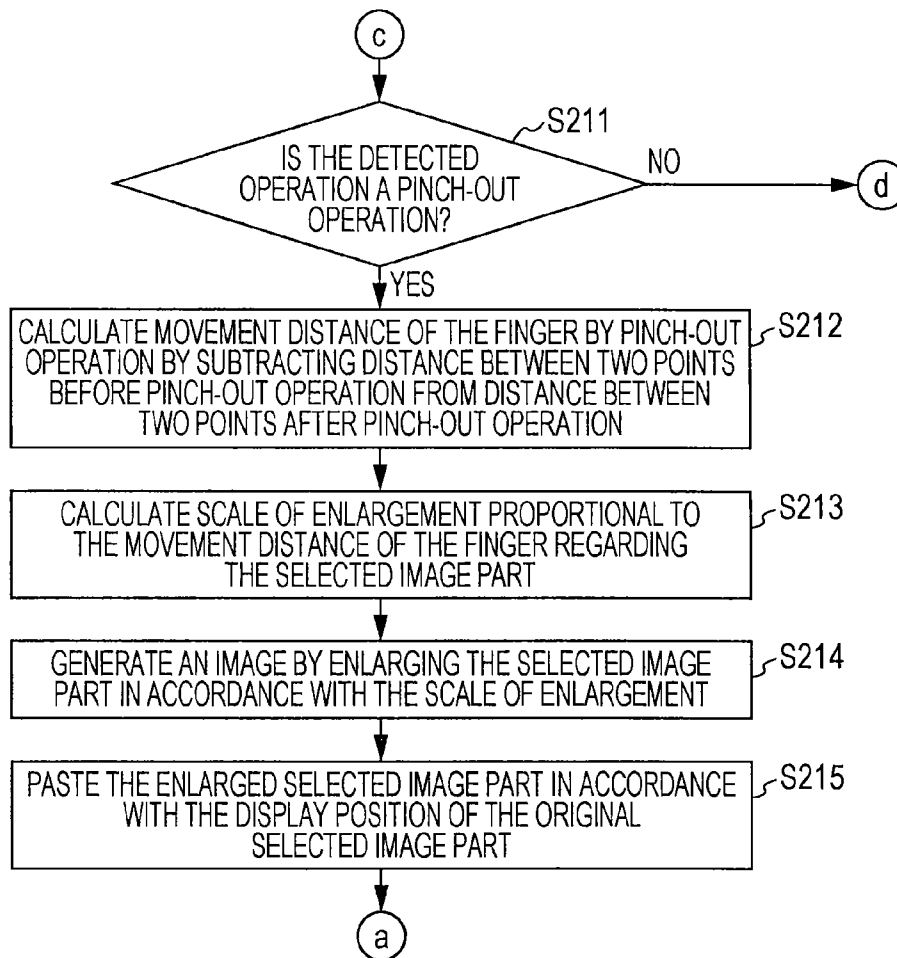 c
S211
IS THE DETECTED
OPERATION A PINCH-OUT
OPERATION?
NO
d
YES
S212
CALCULATE MOVEMENT DISTANCE OF THE FINGER BY PINCH-OUT
OPERATION BY SUBTRACTING DISTANCE BETWEEN TWO POINTS
BEFORE PINCH-OUT OPERATION FROM DISTANCE BETWEEN
TWO POINTS AFTER PINCH-OUT OPERATION
S213
CALCULATE SCALE OF ENLARGEMENT PROPORTIONAL TO
THE MOVEMENT DISTANCE OF THE FINGER REGARDING
THE SELECTED IMAGE PART
S214
GENERATE AN IMAGE BY ENLARGING THE SELECTED IMAGE
PART IN ACCORDANCE WITH THE SCALE OF ENLARGEMENT
S215
PASTE THE ENLARGED SELECTED IMAGE PART IN ACCORDANCE
WITH THE DISPLAY POSITION OF THE ORIGINAL
SELECTED IMAGE PART
a